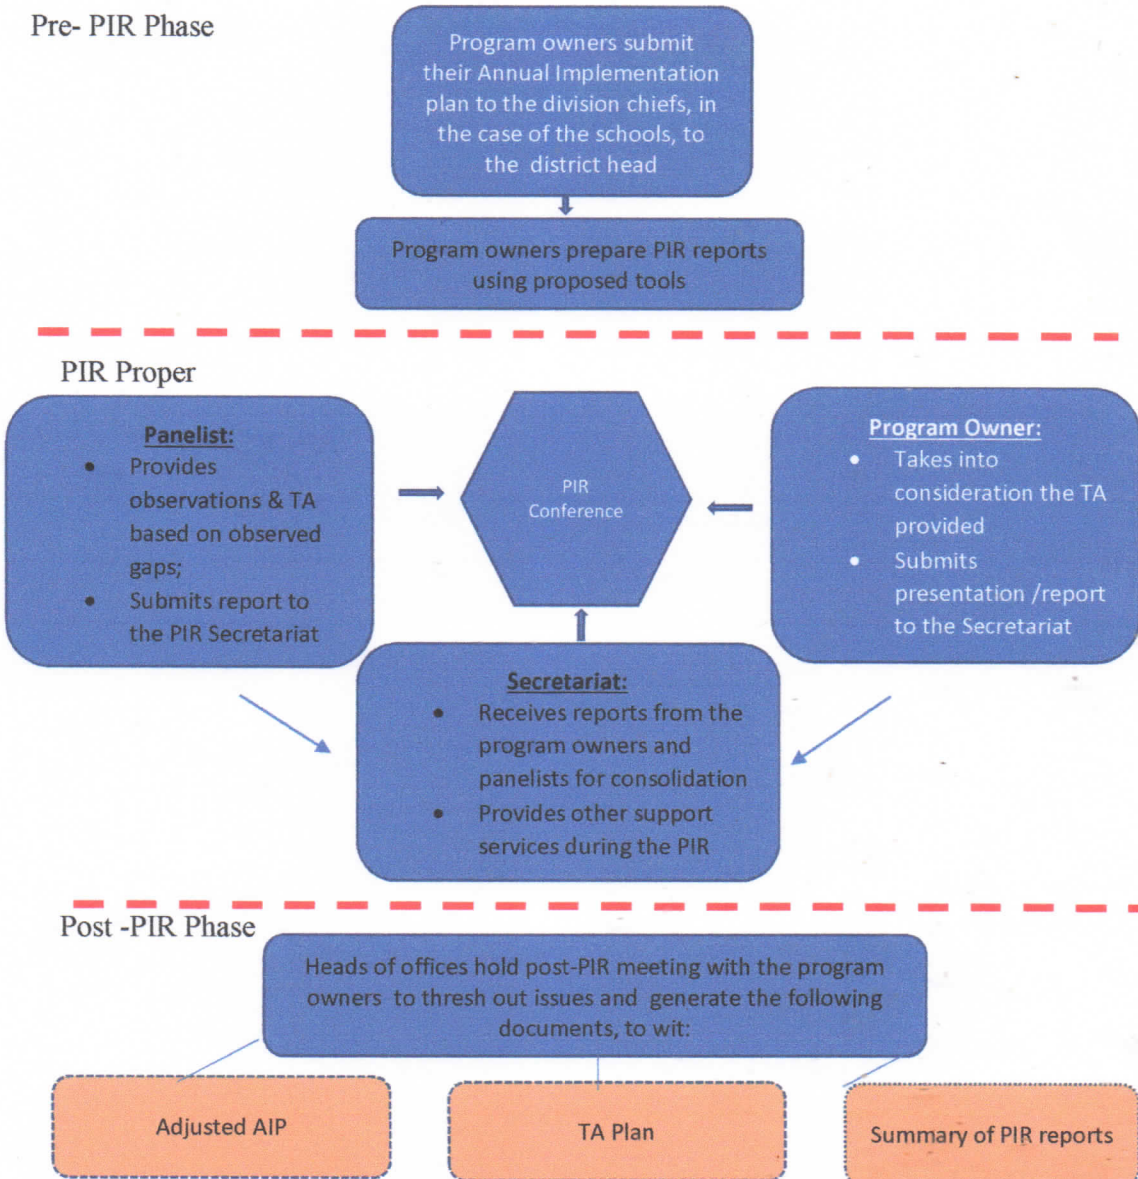 Pre- PIR Phase
Program owners submit
their Annual Implementation
plan to the division chiefs, in
the case of the schools, to
the district head
Program owners prepare PIR reports
using proposed tools
PIR Proper
Panelist:
• Provides
observations & TA
based on observed
gaps;
• Submits report to
the PIR Secretariat
PIR
Conference
Program Owner:
• Takes into
consideration the TA
provided
• Submits
presentation /report
to the Secretariat
Secretariat:
• Receives reports from the
program owners and
panelists for consolidation
• Provides other support
services during the PIR
Post -PIR Phase
Heads of offices hold post-PIR meeting with the program
owners to thresh out issues and generate the following
documents, to wit:
Adjusted AIP
TA Plan
Summary of PIR reports